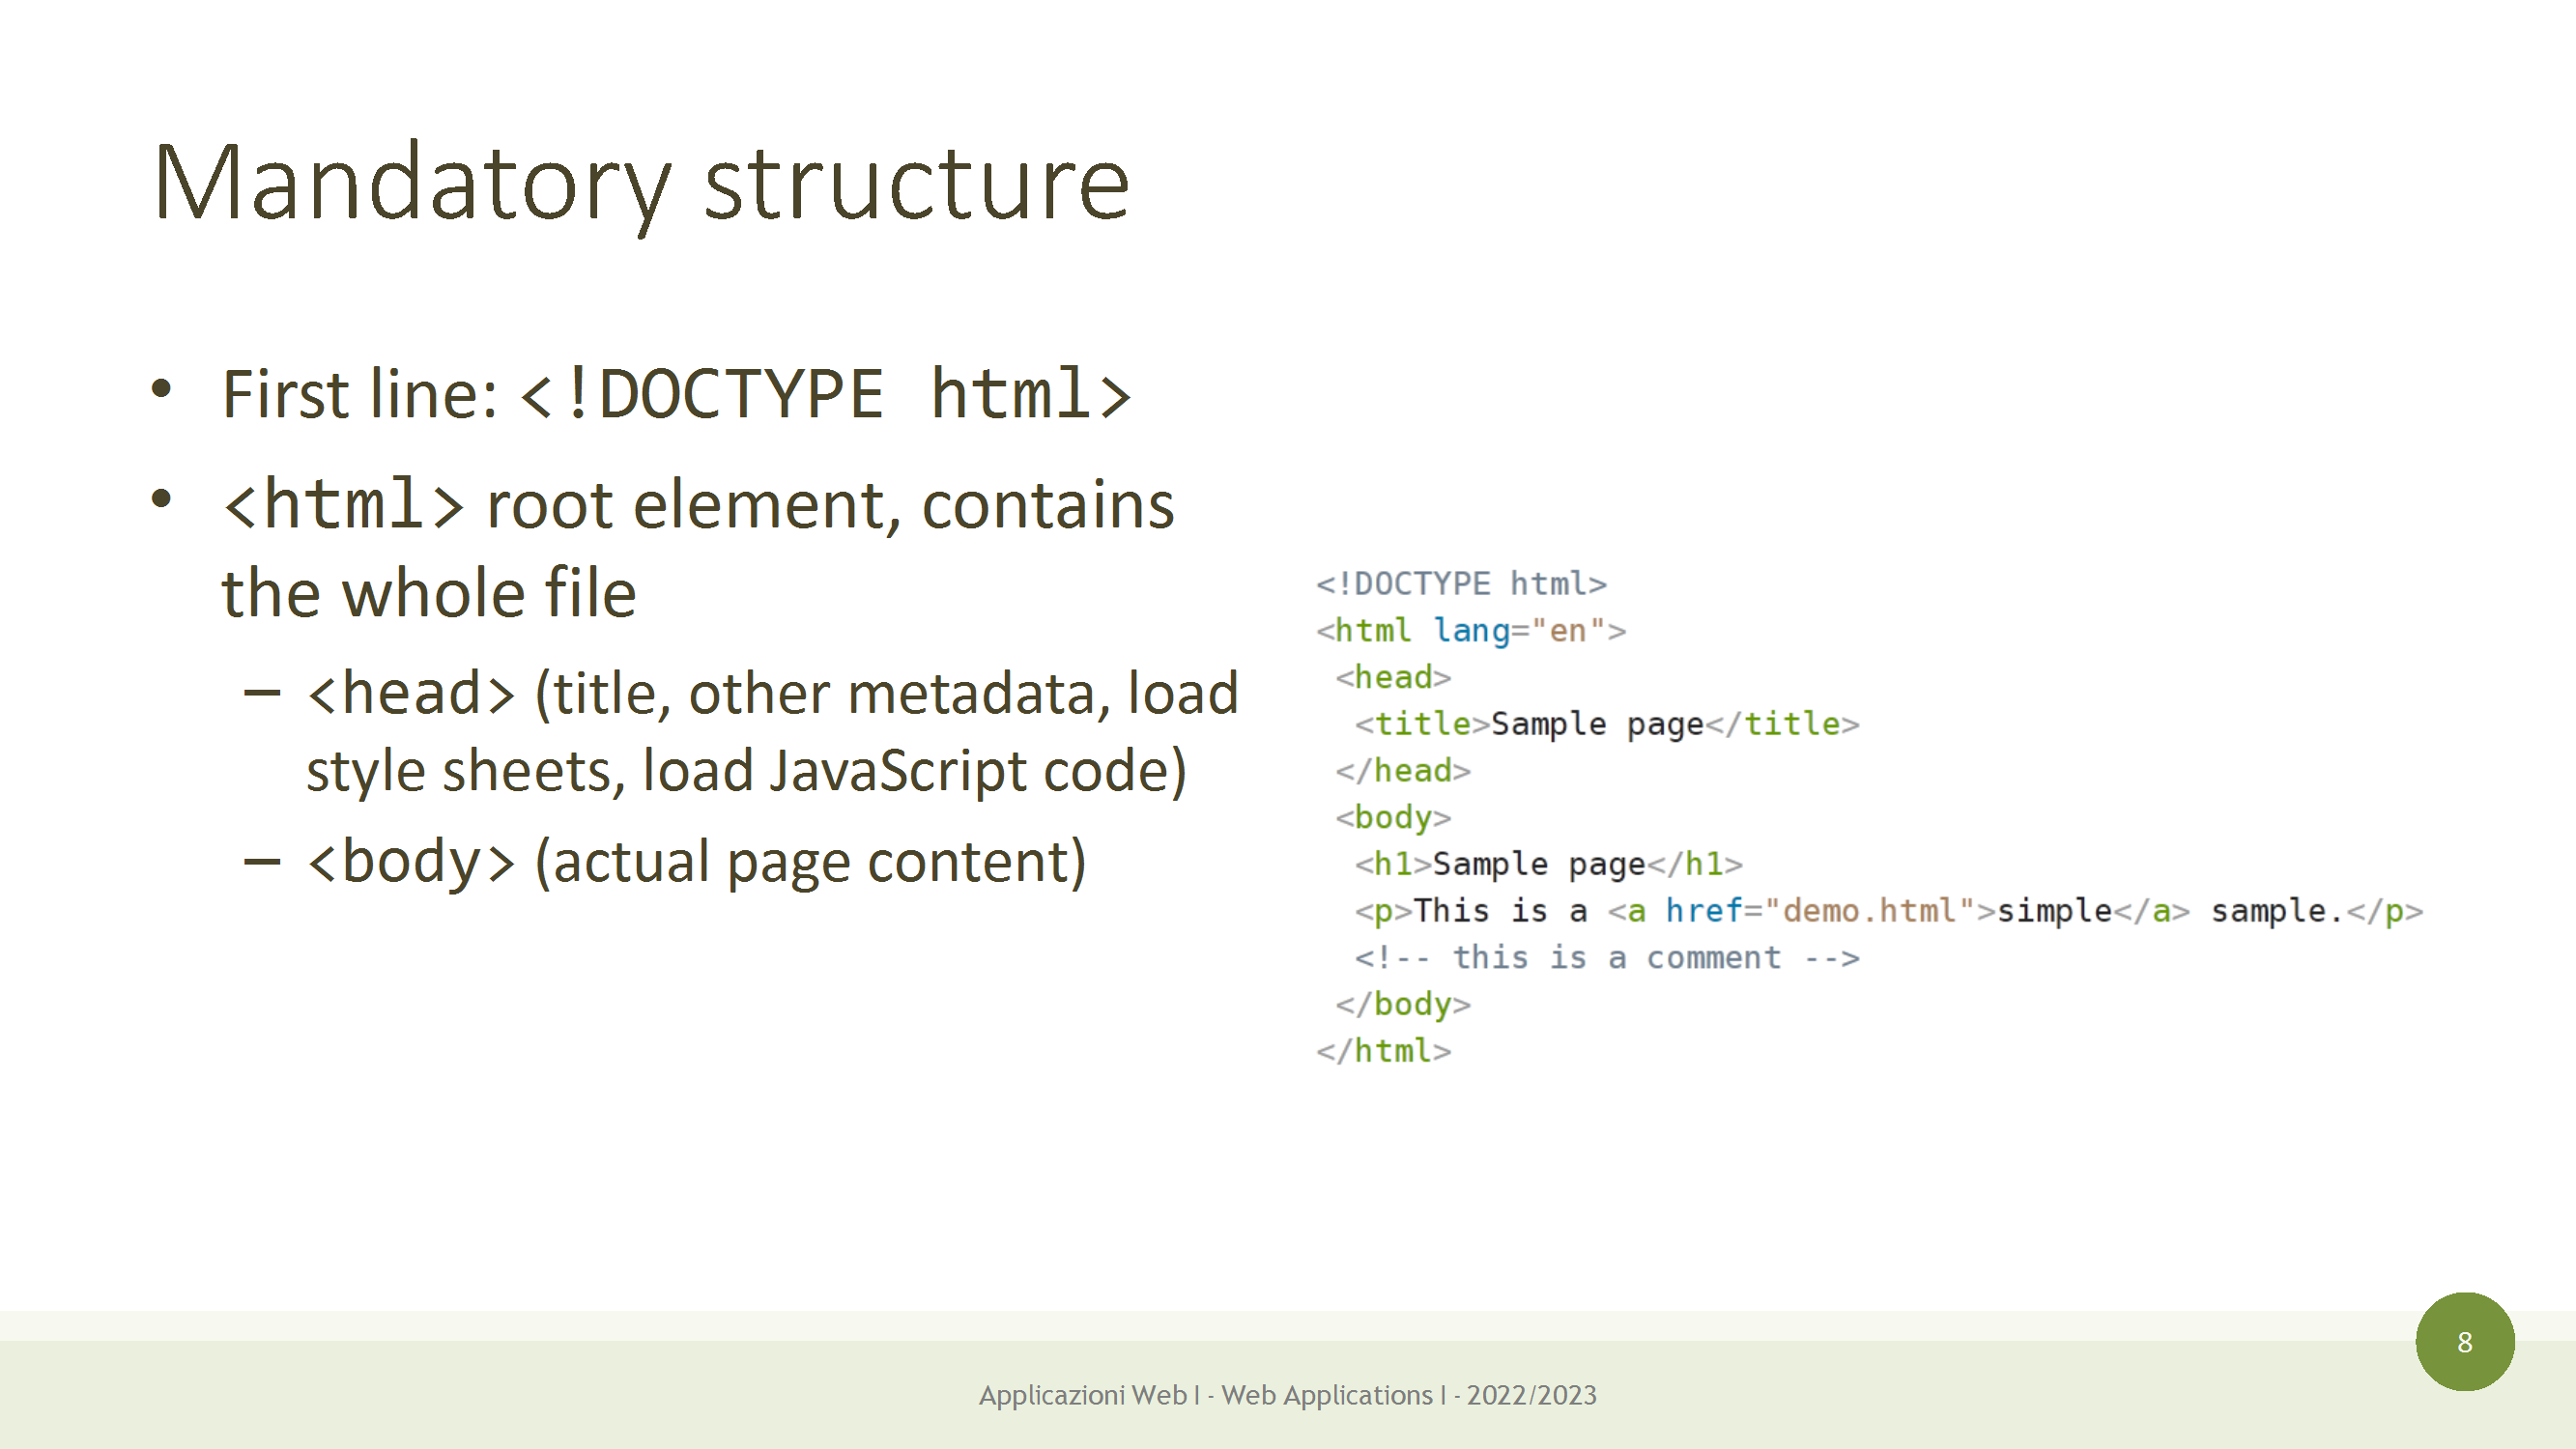 Mandatory structure
• First line: <!DOCTYPE html>
• <html> root element, contains
the whole file
– <head> (title, other metadata, load
style sheets, load JavaScript code)
– <body> (actual page content)
<!DOCTYPE html>
<html lang="en">
 <head>
  <title>Sample page</title>
 </head>
 <body>
  <h1>Sample page</h1>
  <p>This is a <a href="demo.html">simple</a> sample.</p>
  <!-- this is a comment -->
 </body>
</html>
8
Applicazioni Web I - Web Applications I - 2022/2023